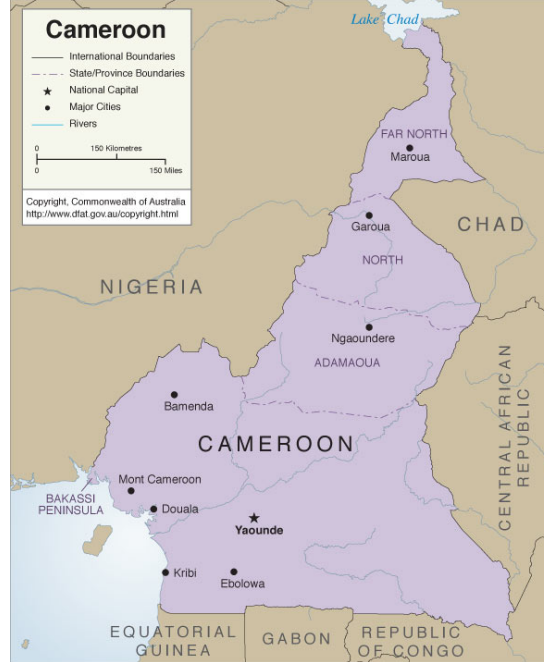 Cameroon
International Boundaries
State/Province Boundaries
National Capital
Major Cities
Rivers
0 150 Kilometres
0 150 Miles
Copyright, Commonwealth of Australia
http://www.dfat.gov.au/copyright.html
Lake Chad
FAR NORTH
Maroua
Garoua
CHAD
NORTH
NIGERIA
Ngaoundere
ADAMAOUA
Bamenda
CENTRAL AFRICAN
REPUBLIC
CAMEROON
Mont Cameroon
BAKASSI
PENINSULA
Douala
Yaounde
Kribi
Ebolowa
EQUATORIAL
GUINEA
GABON
REPUBLIC
OF CONGO